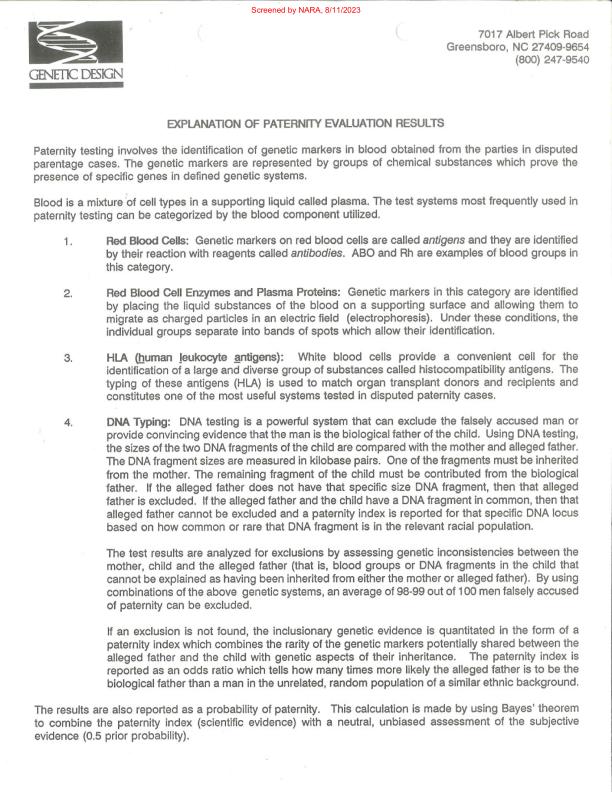 Screened by NARA, 8/11/2023
GENETIC DESIGN
7017 Albert Pick Road
Greensboro, NC 27409-9654
(800) 247-9540
EXPLANATION OF PATERNITY EVALUATION RESULTS
Paternity testing involves the identification of genetic markers in blood obtained from the parties in disputed
parentage cases. The genetic markers are represented by groups of chemical substances which prove the
presence of specific genes in defined genetic systems.
Blood is a mixture of cell types in a supporting liquid called plasma. The test systems most frequently used in
paternity testing can be categorized by the blood component utilized.
1. Red Blood Cells: Genetic markers on red blood cells are called antigens and they are identified
by their reaction with reagents called antibodies. ABO and Rh are examples of blood groups in
this category.
2. Red Blood Cell Enzymes and Plasma Proteins: Genetic markers in this category are identified
by placing the liquid substances of the blood on a supporting surface and allowing them to
migrate as charged particles in an electric field (electrophoresis). Under these conditions, the
individual groups separate into bands of spots which allow their identification.
3. HLA (human leukocyte antigens): White blood cells provide a convenient cell for the
identification of a large and diverse group of substances called histocompatibility antigens. The
typing of these antigens (HLA) is used to match organ transplant donors and recipients and
constitutes one of the most useful systems tested in disputed paternity cases.
4. DNA Typing: DNA testing is a powerful system that can exclude the falsely accused man or
provide convincing evidence that the man is the biological father of the child. Using DNA testing,
the sizes of the two DNA fragments of the child are compared with the mother and alleged father.
The DNA fragment sizes are measured in kilobase pairs. One of the fragments must be inherited
from the mother. The remaining fragment of the child must be contributed from the biological
father. If the alleged father does not have that specific size DNA fragment, then that alleged
father is excluded. If the alleged father and the child have a DNA fragment in common, then that
alleged father cannot be excluded and a paternity index is reported for that specific DNA locus
based on how common or rare that DNA fragment is in the relevant racial population.
The test results are analyzed for exclusions by assessing genetic inconsistencies between the
mother, child and the alleged father (that is, blood groups or DNA fragments in the child that
cannot be explained as having been inherited from either the mother or alleged father). By using
combinations of the above genetic systems, an average of 98-99 out of 100 men falsely accused
of paternity can be excluded.
If an exclusion is not found, the inclusionary genetic evidence is quantitated in the form of a
paternity index which combines the rarity of the genetic markers potentially shared between the
alleged father and the child with genetic aspects of their inheritance. The paternity index is
reported as an odds ratio which tells how many times more likely the alleged father is to be the
biological father than a man in the unrelated, random population of a similar ethnic background.
The results are also reported as a probability of paternity. This calculation is made by using Bayes' theorem
to combine the paternity index (scientific evidence) with a neutral, unbiased assessment of the subjective
evidence (0.5 prior probability).